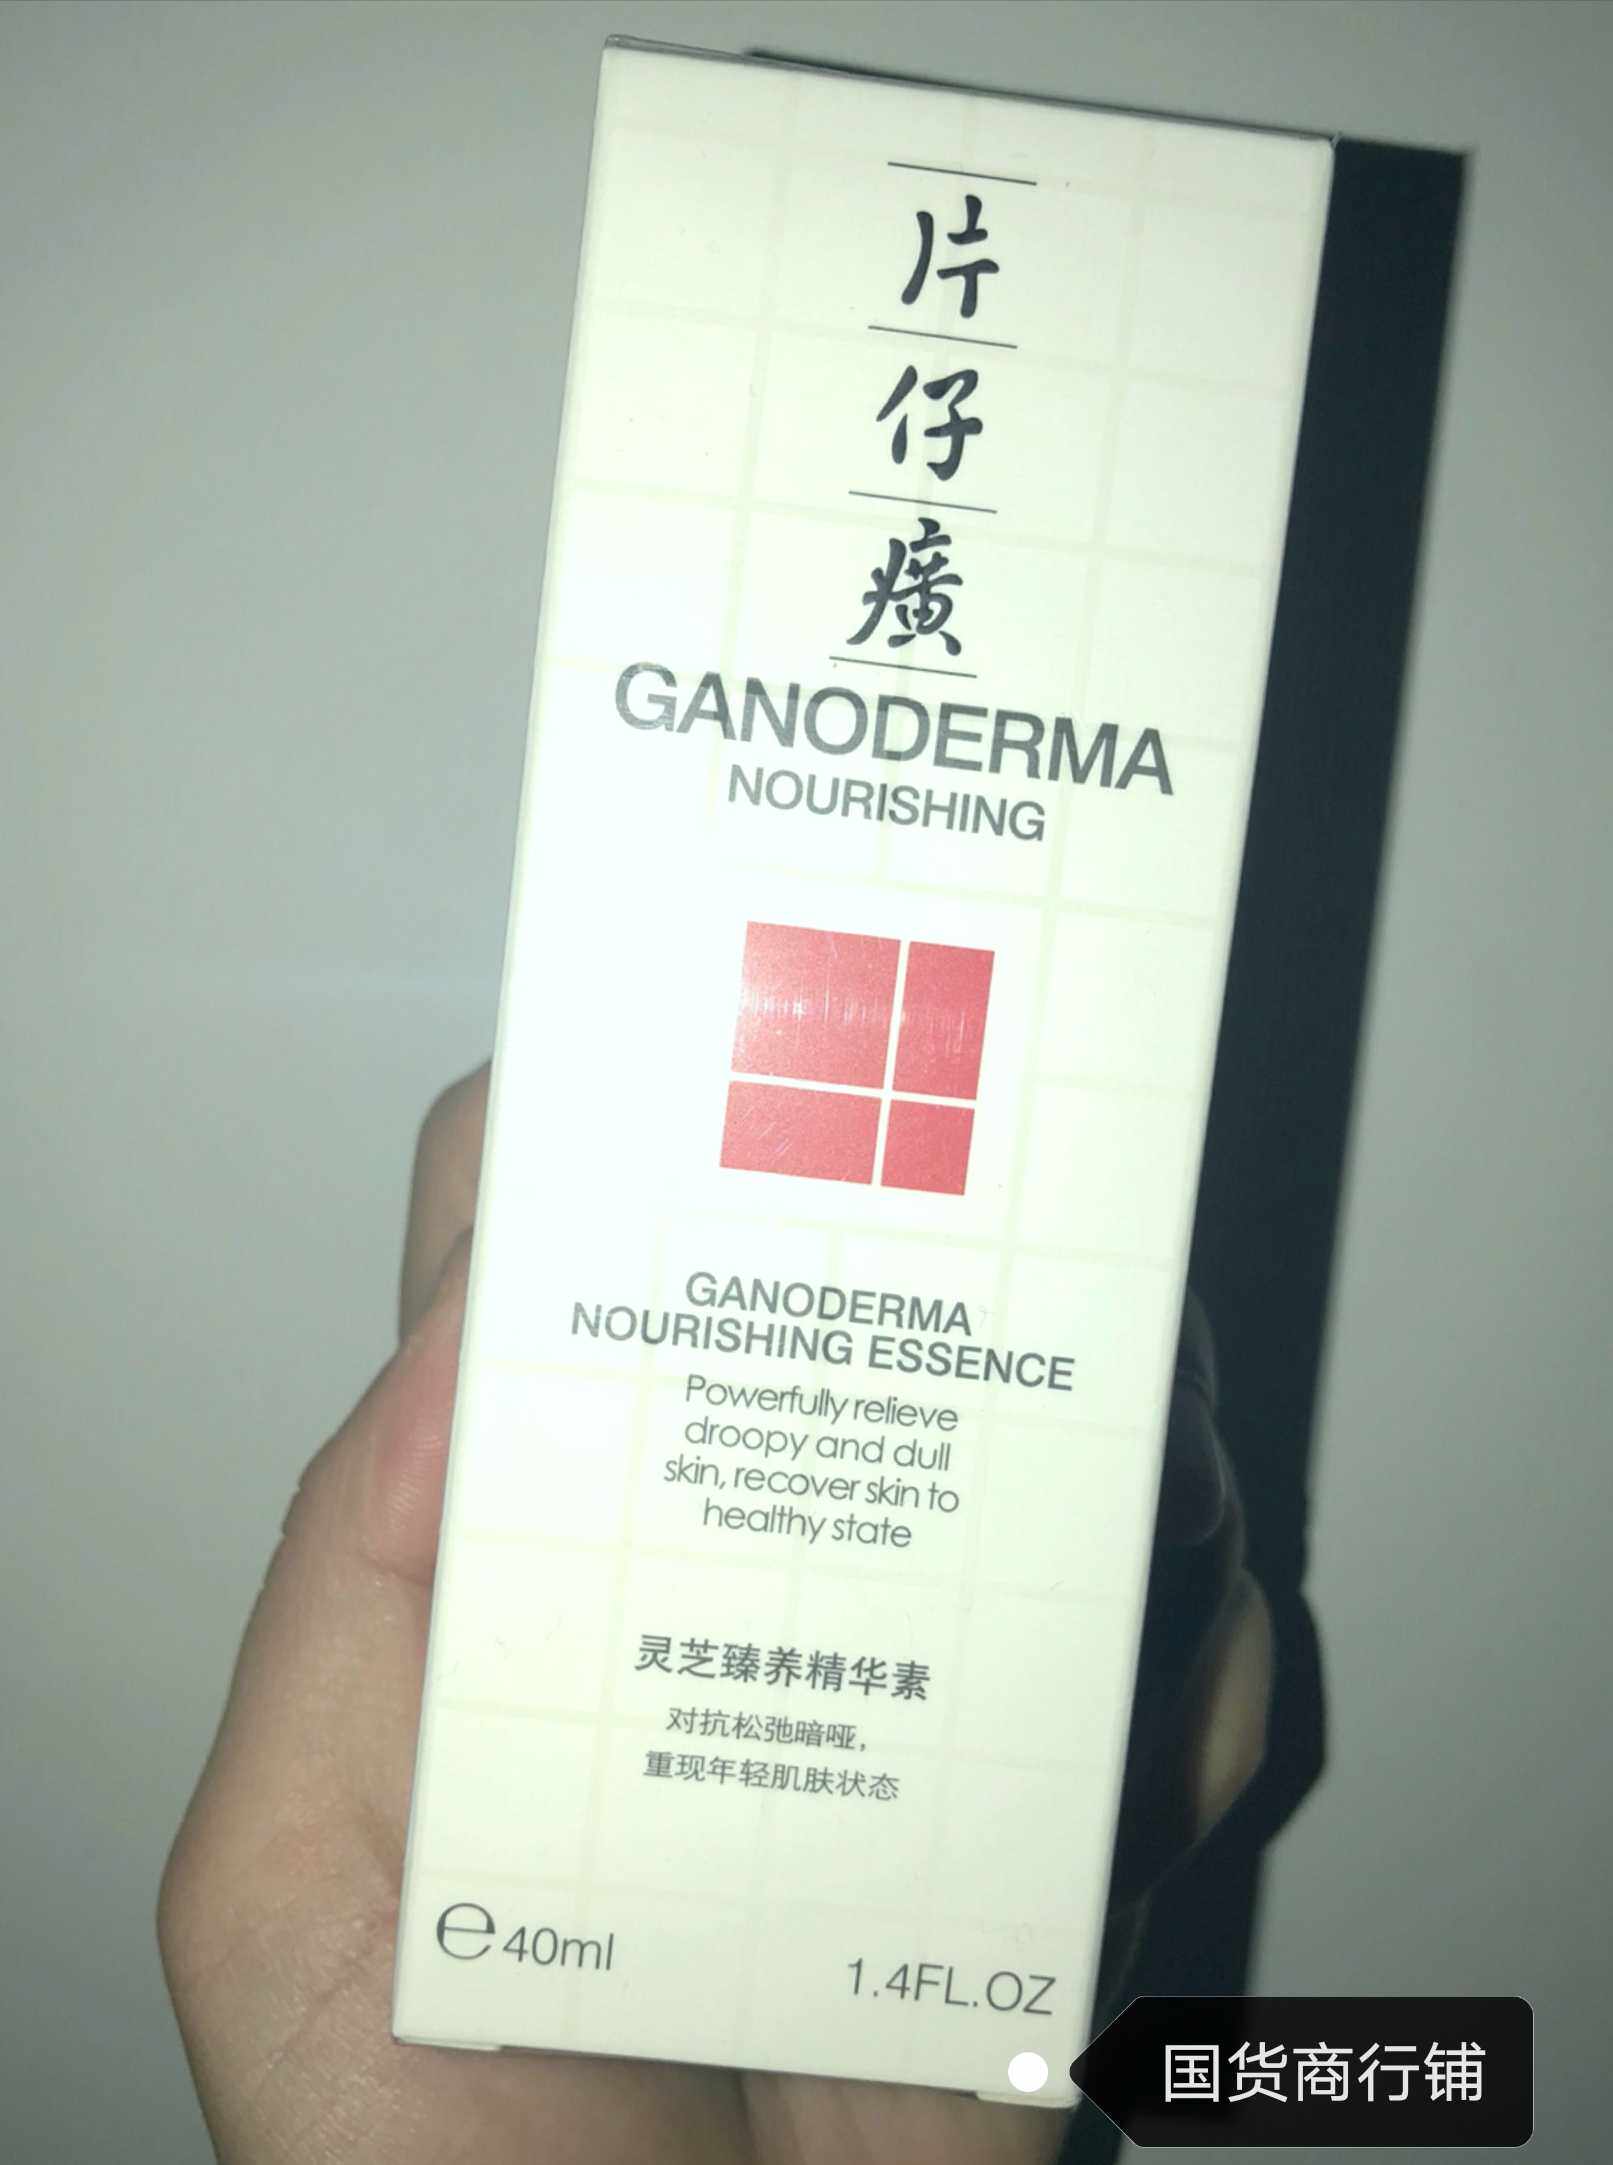 片
仔
癀
GANODERMA
NOURISHING
GANODERMA
NOURISHING ESSENCE
Powerfully relieve
droopy and dull
skin, recover skin to
healthy state
灵芝臻养精华素
对抗松弛暗哑，
重现年轻肌肤状态
℮40ml 1.4FL.OZ
国货商行铺